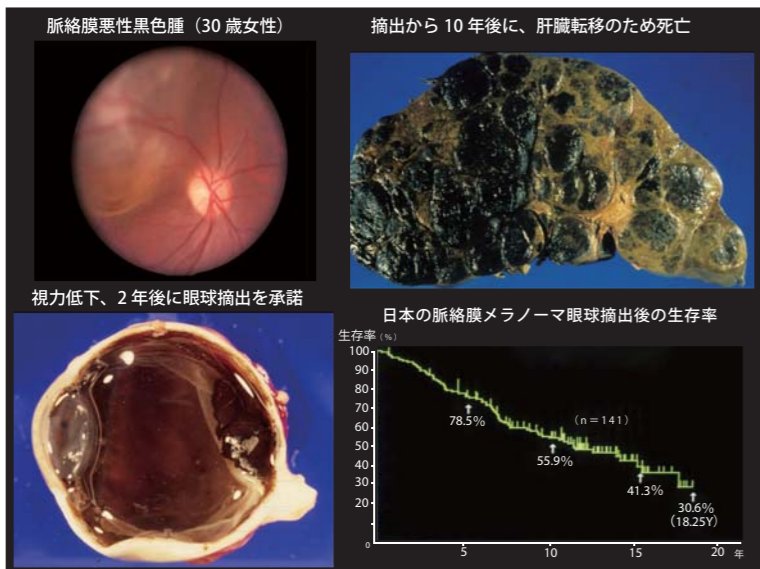 脈絡膜悪性黒色腫（30 歳女性）
摘出から 10 年後に、肝臓転移のため死亡
視力低下、2 年後に眼球摘出を承諾
日本の脈絡膜メラノーマ眼球摘出後の生存率
生存率（%）
100
90
80
70
60
50
40
30
20
0
78.5%
（n＝141）
55.9%
41.3%
30.6%
（18.25Y）
5
10
15
20
年